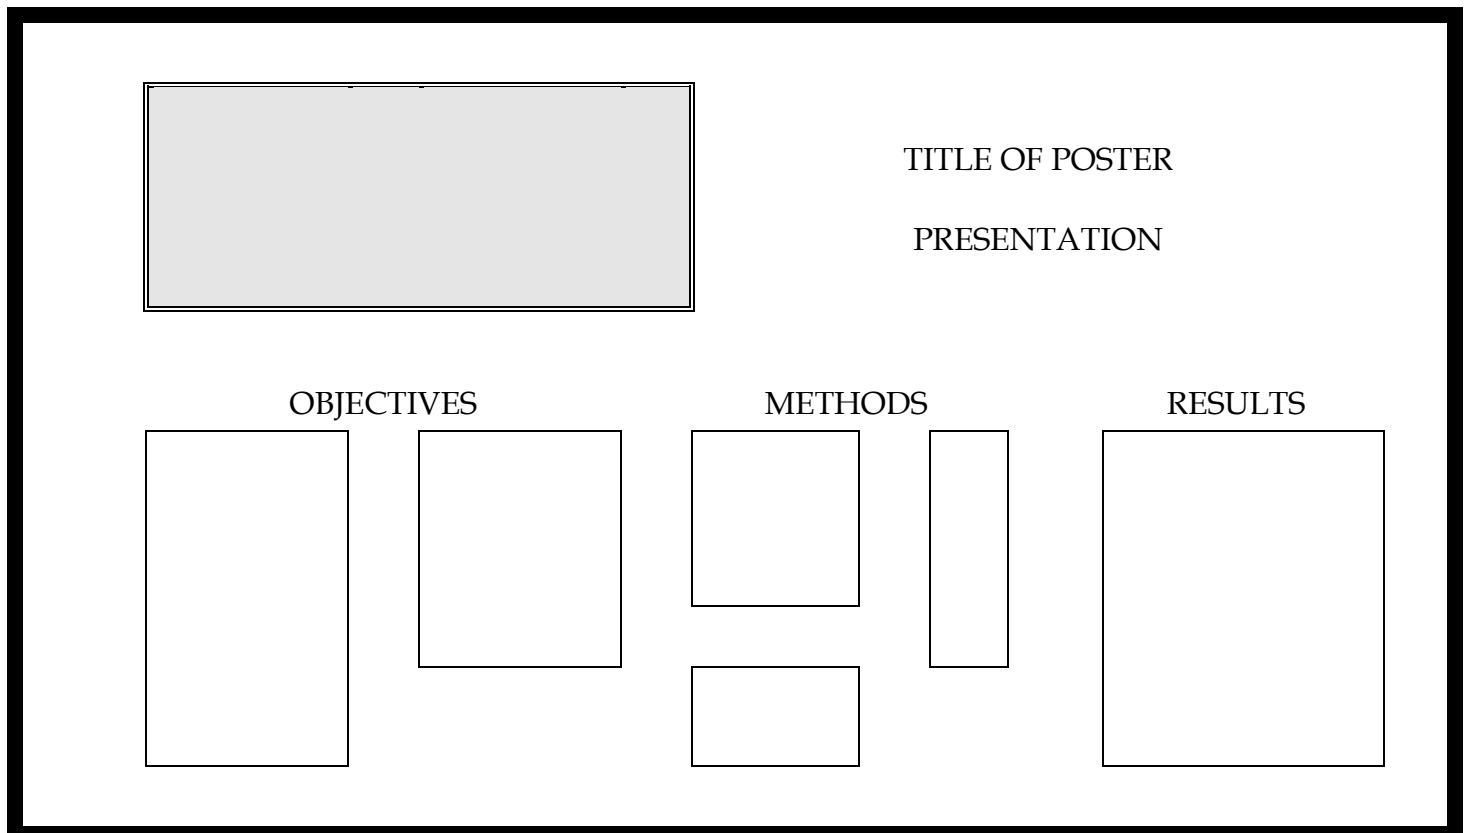 TITLE OF POSTER
PRESENTATION
OBJECTIVES
METHODS
RESULTS